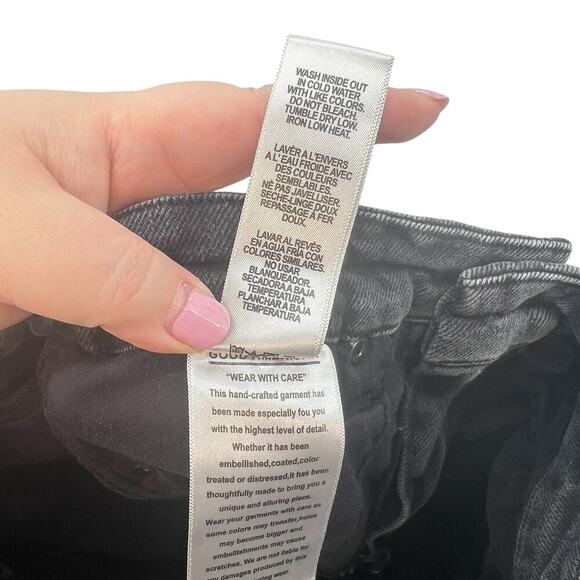 WASH INSIDE OUT
IN COLD WATER
WITH LIKE COLORS.
DO NOT BLEACH.
TUMBLE DRY LOW.
IRON LOW HEAT.
LAVÈR A L'ENVERS
A L' EAU FROIDE AVEC
DES COULEURS
SEMBLABLES.
NÈ PAS JAVELLISER.
SÈCHE-LINGE DOUX
REPASSAGE À FER
DOUX.
LAVAR AL REVÉS
EN AGUA FRÍA CON
COLORES SIMILARES.
NO USAR
BLANQUEADOR.
SECADORA A BAJA
TEMPERATURA
PLANCHAR A BAJA
TEMPERATURA
GOOD
"WEAR WITH CARE"
This hand-crafted garment has
been made especially fou you
with the highest level of detail.
Whether it has been
embellished,coated,color
treated or distressed,it has been
thoughtfully made to bring you a
unique and alluring piece.
Wear your garments with care as
some colors may transfer,holes
may become bigger and
embelliahments may cause
scratches. We are not liable for
any damages produced by this
wear.